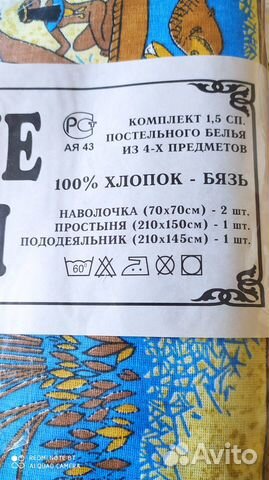 Е
РСТ
АЯ 43
КОМПЛЕКТ 1,5 СП.
ПОСТЕЛЬНОГО БЕЛЬЯ
ИЗ 4-Х ПРЕДМЕТОВ
100% ХЛОПОК - БЯЗЬ
НАВОЛОЧКА (70х70см) - 2 шт.
ПРОСТЫНЯ (210х150см) - 1 шт.
ПОДОДЕЯЛЬНИК (210х145см) - 1 шт.
60°
REDMI NOTE 8T
AI QUAD CAMERA
Avito